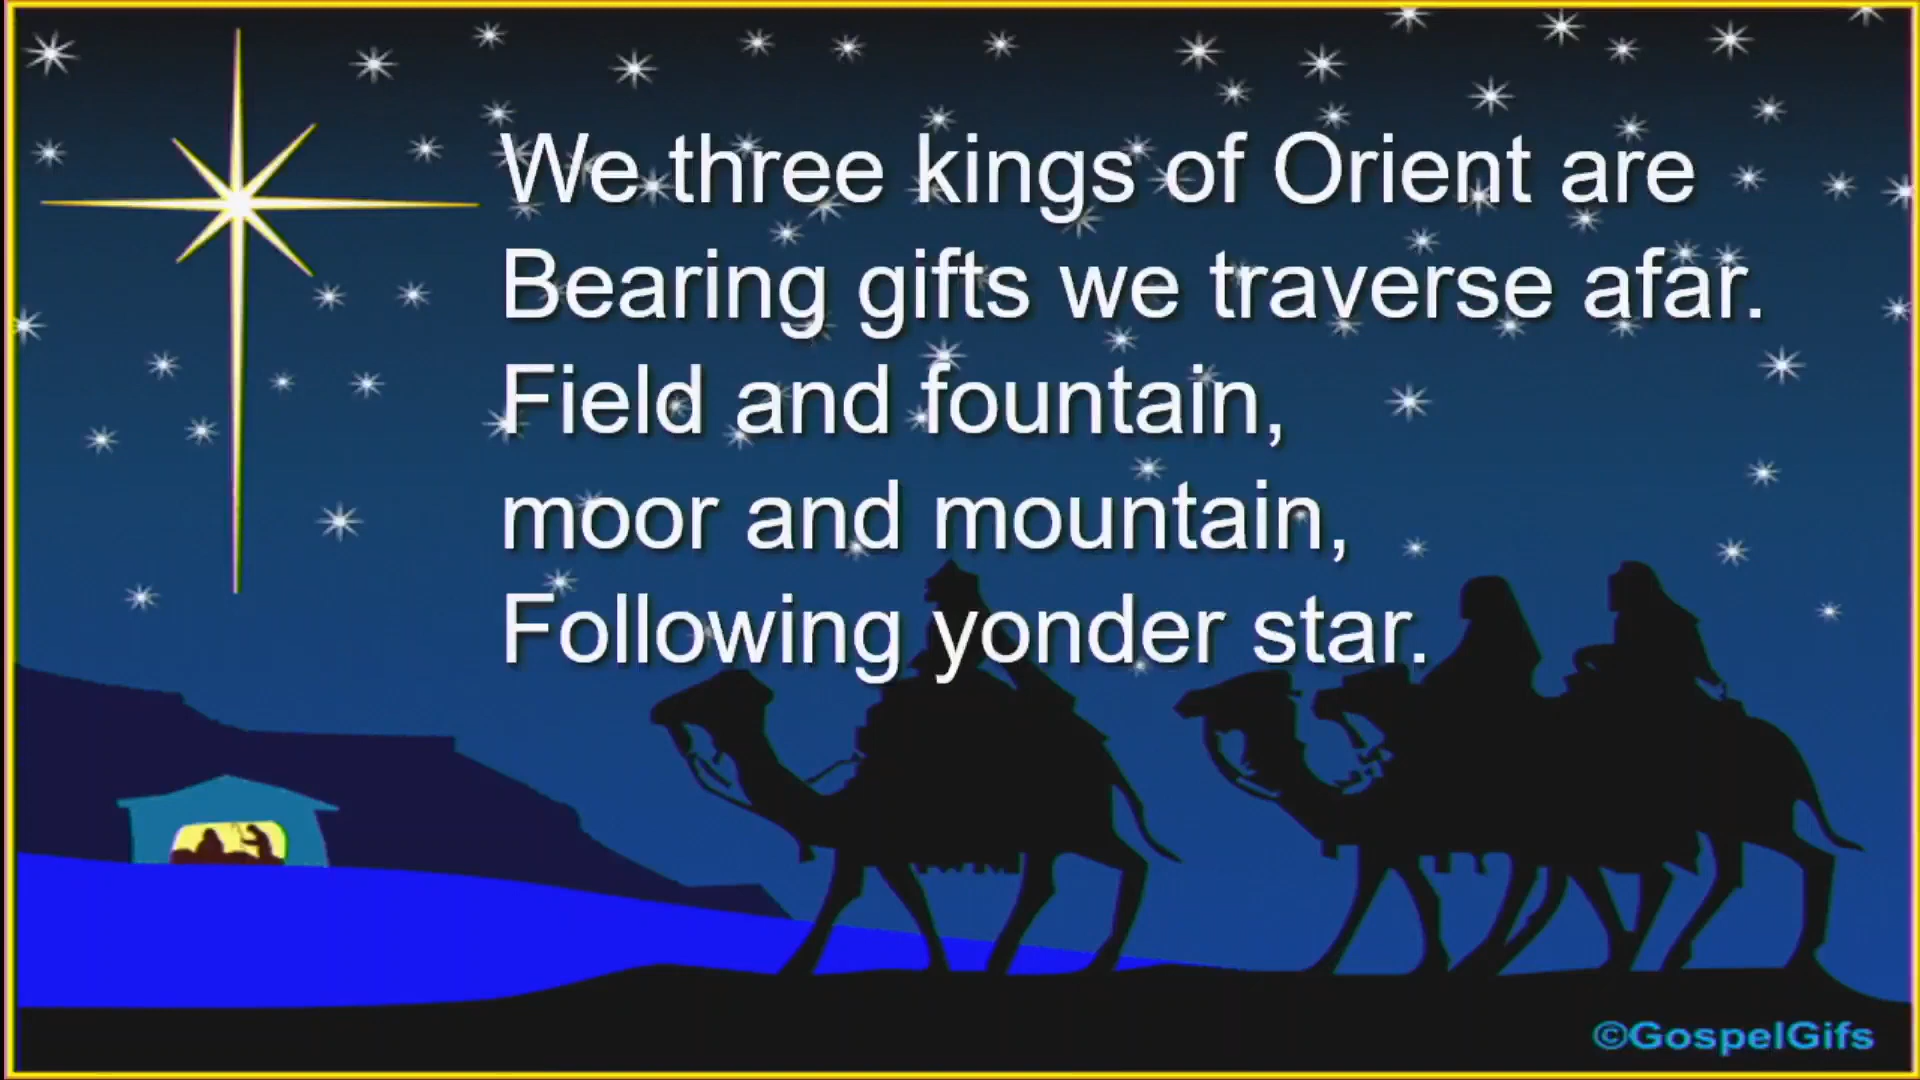 We three kings of Orient are
Bearing gifts we traverse afar.
Field and fountain,
moor and mountain,
Following yonder star.
©GospelGifs